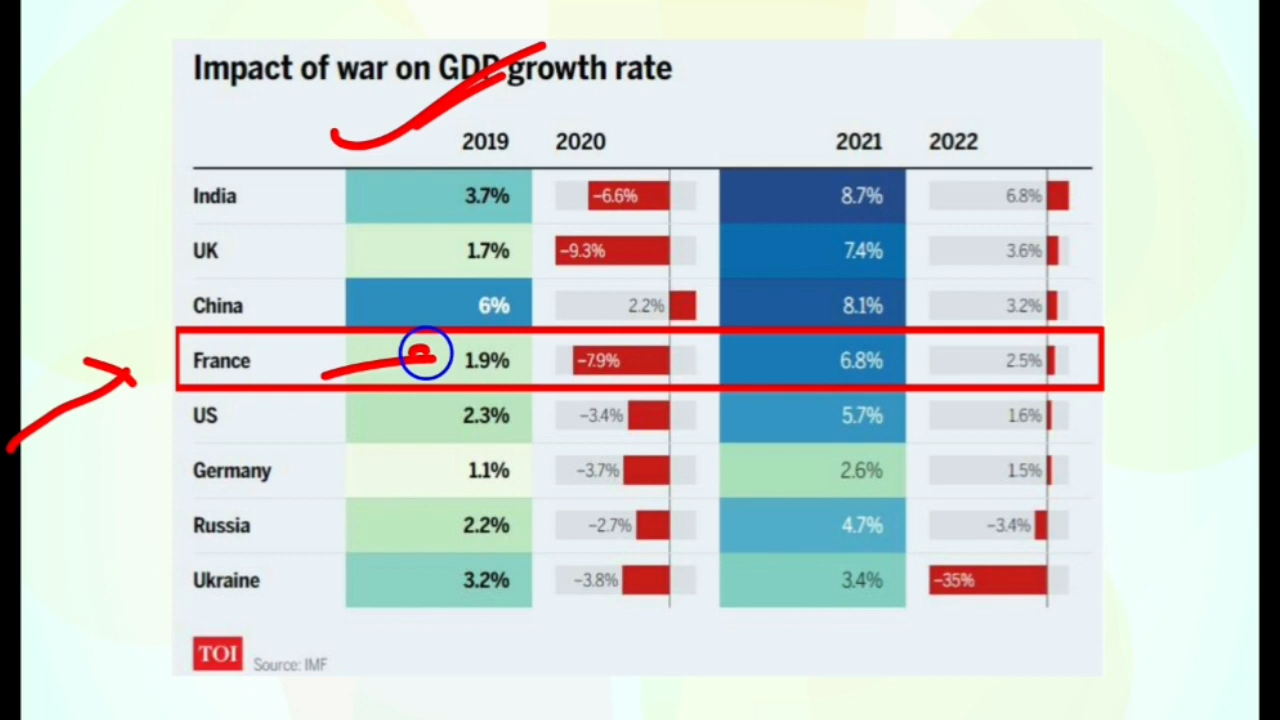 Impact of war on GDP growth rate
2019 2020 2021 2022
India 3.7% −6.6% 8.7% 6.8%
UK 1.7% −9.3% 7.4% 3.6%
China 6% 2.2% 8.1% 3.2%
France 1.9% −7.9% 6.8% 2.5%
US 2.3% −3.4% 5.7% 1.6%
Germany 1.1% −3.7% 2.6% 1.5%
Russia 2.2% −2.7% 4.7% −3.4%
Ukraine 3.2% −3.8% 3.4% −35%
TOI Source: IMF